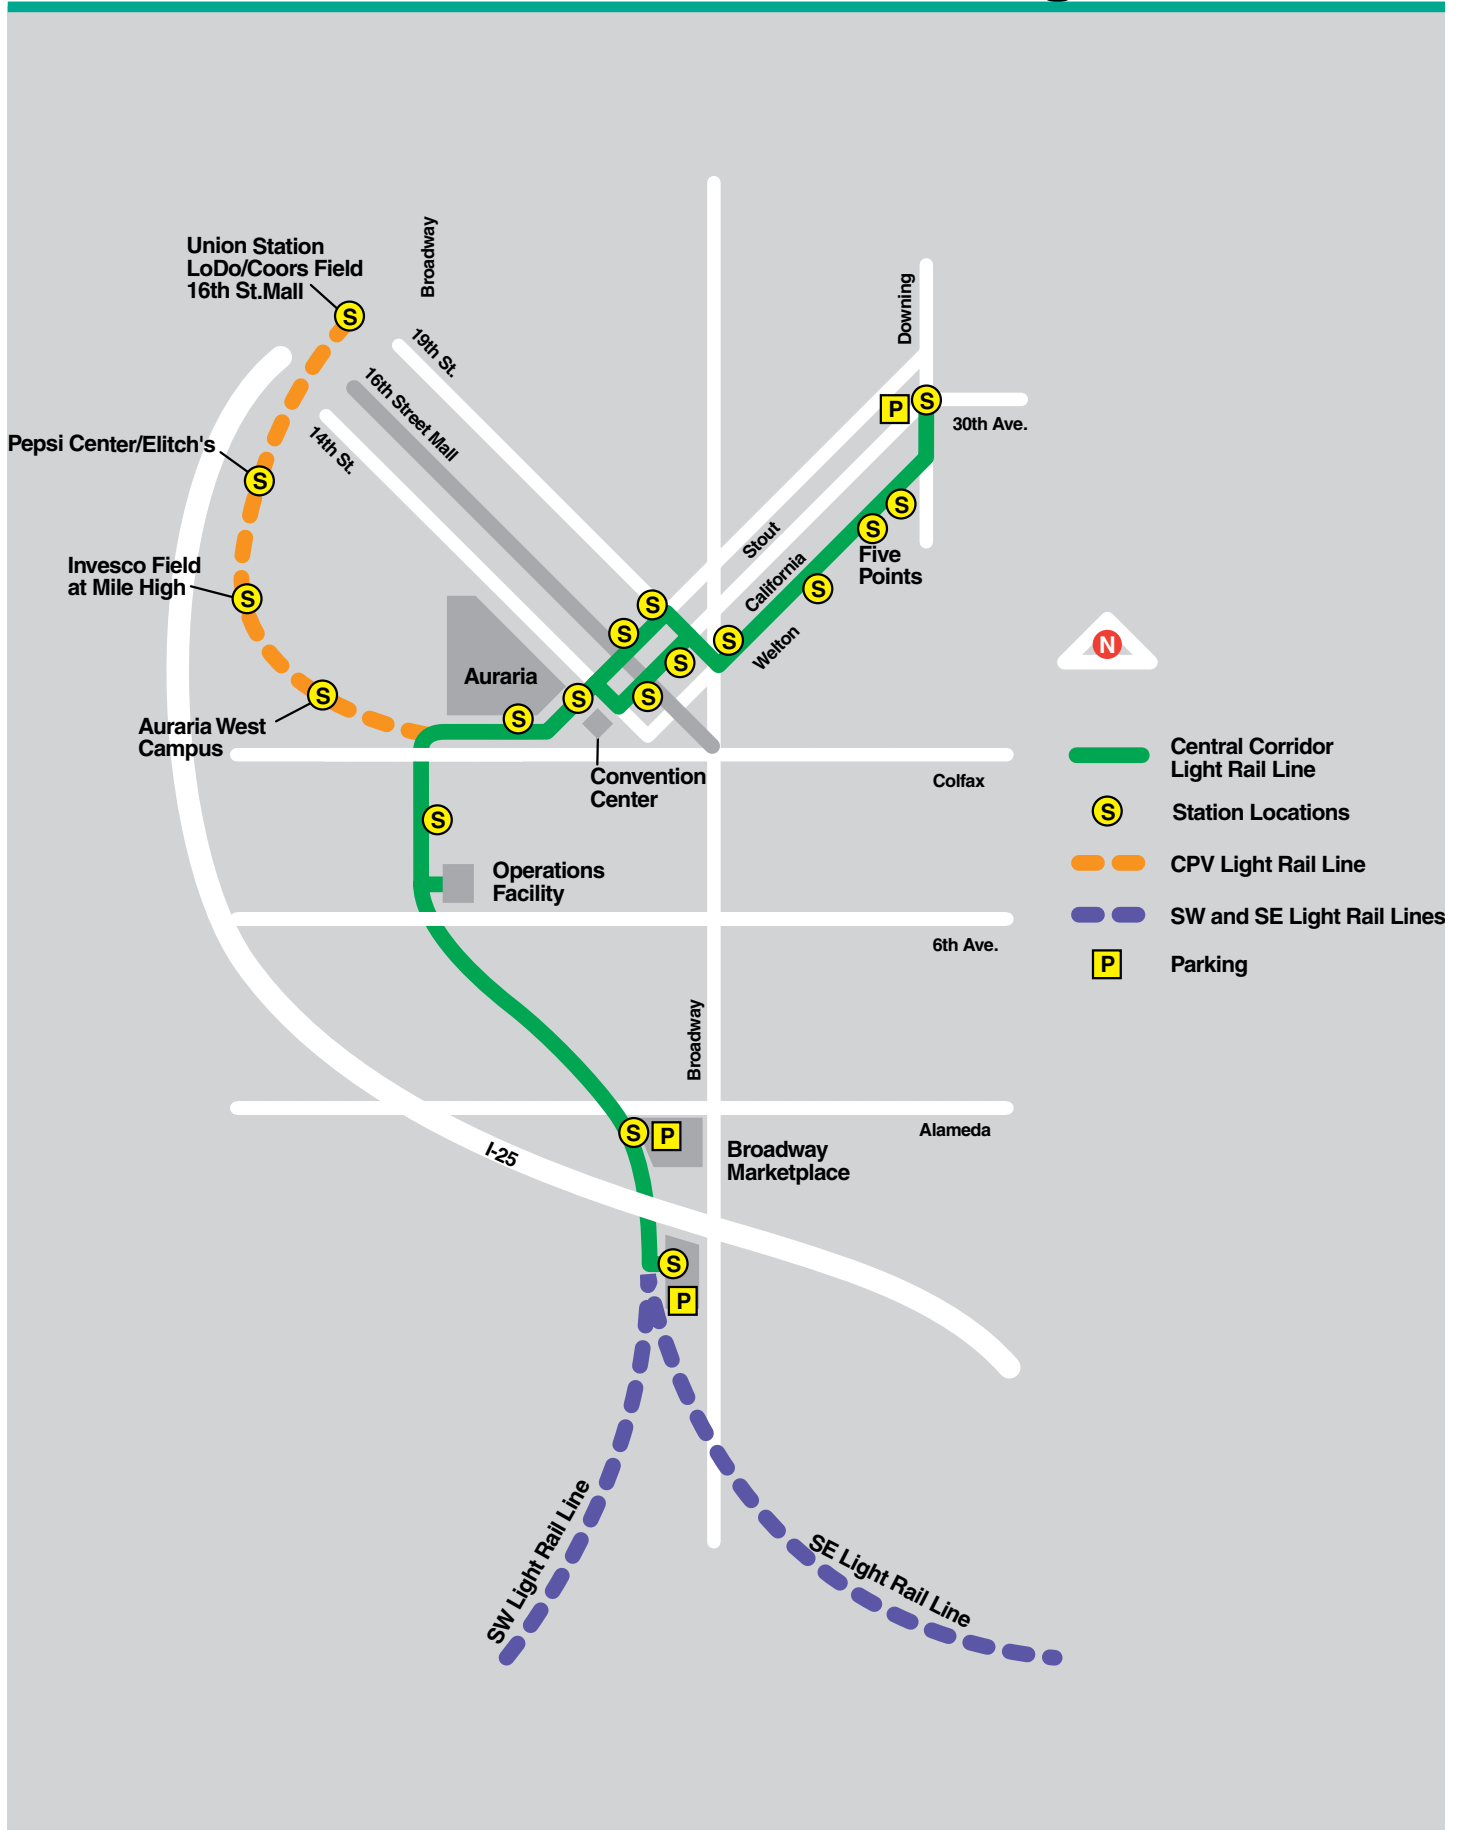 Broadway
Union Station
LoDo/Coors Field
16th St.Mall
S
Downing
19th St.
16th Street Mall
14th St.
P
S
30th Ave.
Pepsi Center/Elitch's
S
S
S
Stout
Five
Points
California
Invesco Field
at Mile High
S
S
S
S
S
Welton
N
S
Auraria
S
S
S
S
Auraria West
Campus
Convention
Center
Colfax
Central Corridor
Light Rail Line
S
Station Locations
S
CPV Light Rail Line
Operations
Facility
SW and SE Light Rail Lines
6th Ave.
P
Parking
Broadway
Alameda
S
P
Broadway
Marketplace
I-25
S
P
SW Light Rail Line
SE Light Rail Line